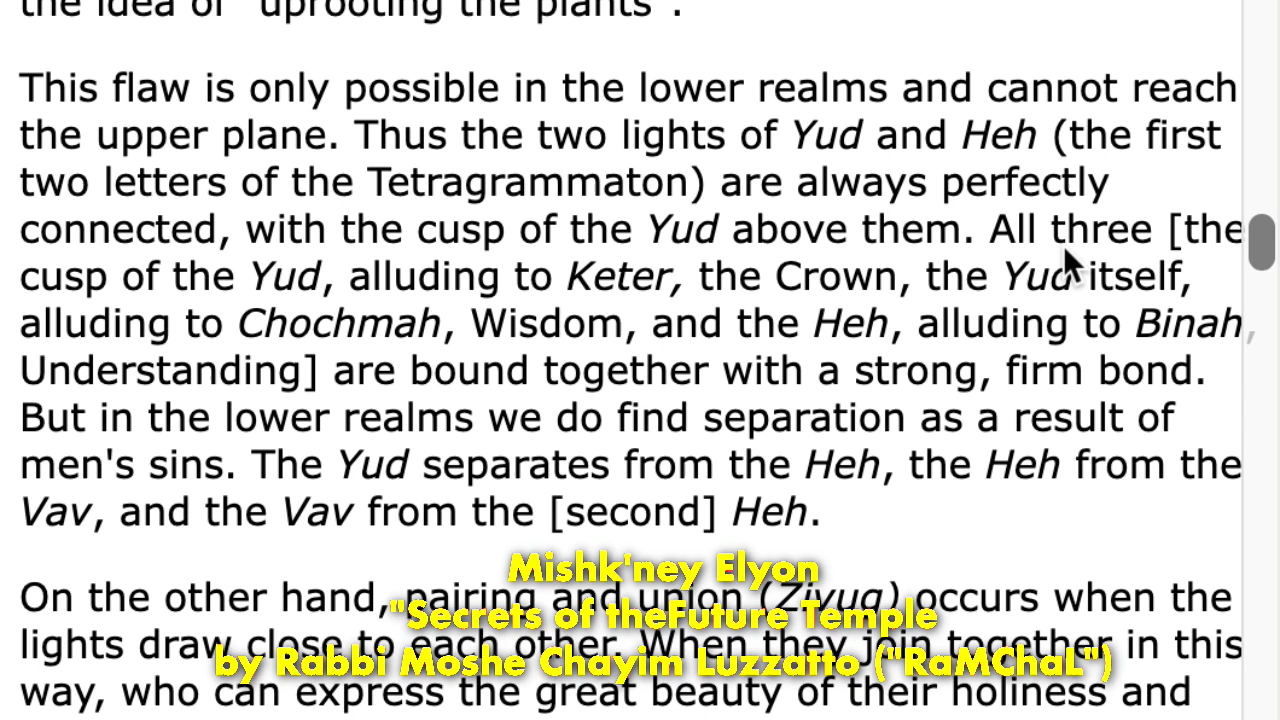 the idea of "uprooting the plants".
This flaw is only possible in the lower realms and cannot reach
the upper plane. Thus the two lights of Yud and Heh (the first
two letters of the Tetragrammaton) are always perfectly
connected, with the cusp of the Yud above them. All three [the
cusp of the Yud, alluding to Keter, the Crown, the Yud itself,
alluding to Chochmah, Wisdom, and the Heh, alluding to Binah,
Understanding] are bound together with a strong, firm bond.
But in the lower realms we do find separation as a result of
men's sins. The Yud separates from the Heh, the Heh from the
Vav, and the Vav from the [second] Heh.
On the other hand, pairing and union (Zivug) occurs when the
lights draw close to each other. When they join together in this
way, who can express the great beauty of their holiness and
Mishk'ney Elyon
"Secrets of theFuture Temple
by Rabbi Moshe Chayim Luzzatto ("RaMChaL")